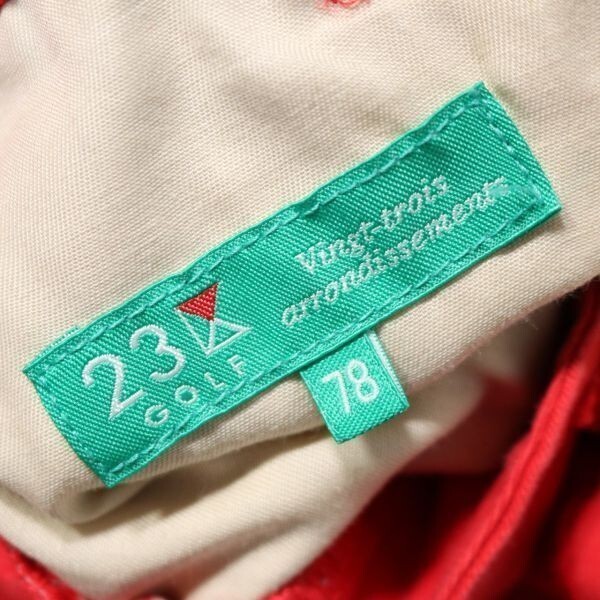 23
GOLF
Vingt-trois
arrondissement
78